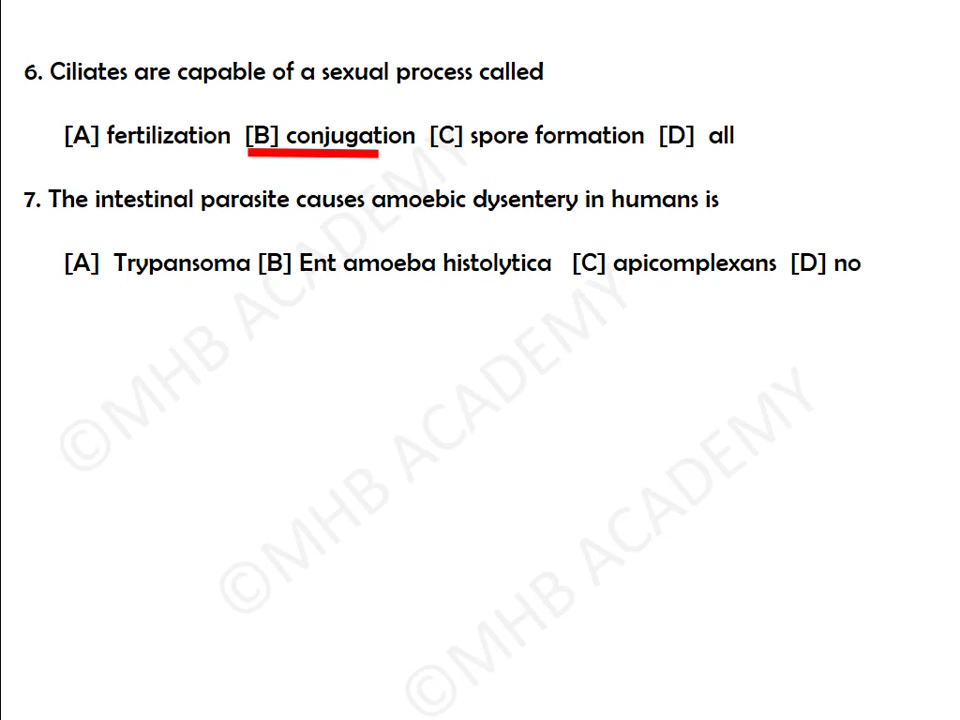 6. Ciliates are capable of a sexual process called
[A] fertilization [B] conjugation [C] spore formation [D] all
7. The intestinal parasite causes amoebic dysentery in humans is
[A] Trypansoma [B] Ent amoeba histolytica [C] apicomplexans [D] no
©MHB ACADEMY
©MHB ACADEMY
©MHB ACADEMY